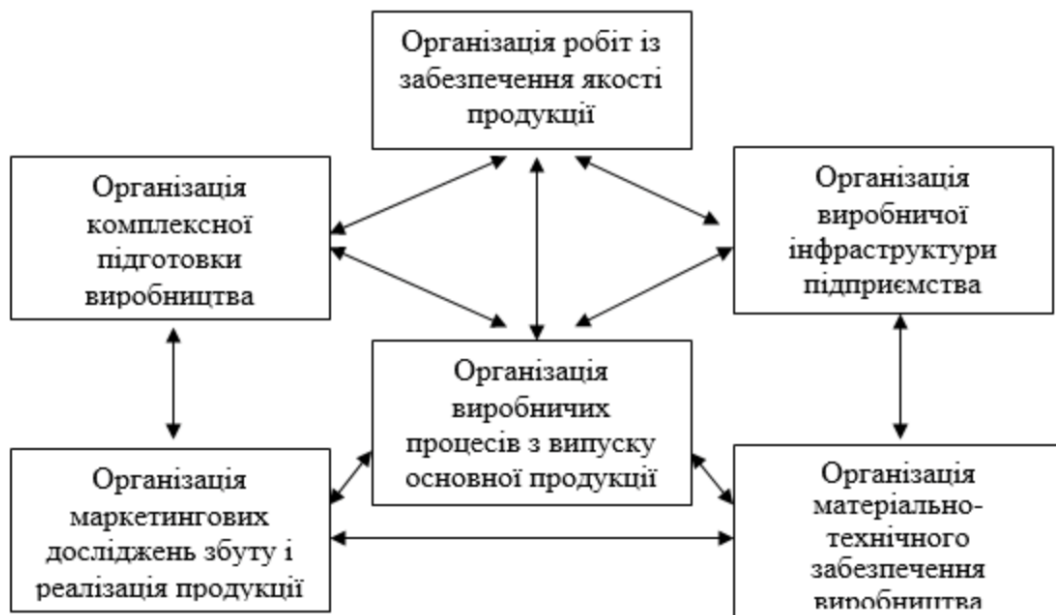 Організація робіт із
забезпечення якості
продукції
Організація
комплексної
підготовки
виробництва
Організація
виробничої
інфраструктури
підприємства
Організація
виробничих
процесів з випуску
основної продукції
Організація
маркетингових
досліджень збуту і
реалізація продукції
Організація
матеріально-
технічного
забезпечення
виробництва